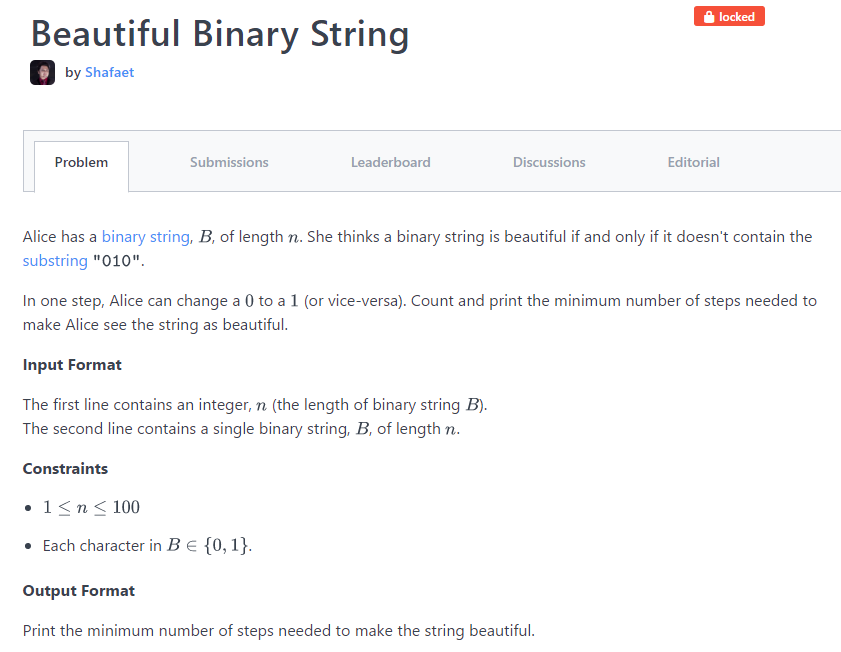 Beautiful Binary String
locked
by Shafaet
Problem
Submissions
Leaderboard
Discussions
Editorial
Alice has a binary string, B, of length n. She thinks a binary string is beautiful if and only if it doesn't contain the
substring "010".
In one step, Alice can change a 0 to a 1 (or vice-versa). Count and print the minimum number of steps needed to
make Alice see the string as beautiful.
Input Format
The first line contains an integer, n (the length of binary string B).
The second line contains a single binary string, B, of length n.
Constraints
• 1 ≤ n ≤ 100
• Each character in B ∈ {0, 1}.
Output Format
Print the minimum number of steps needed to make the string beautiful.